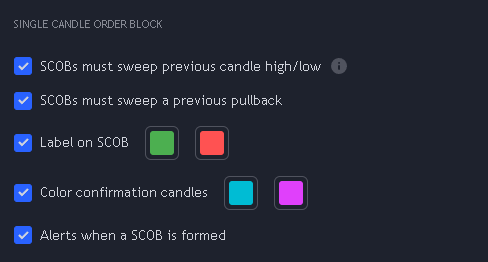 SINGLE CANDLE ORDER BLOCK
SCOBs must sweep previous candle high/low
SCOBs must sweep a previous pullback
Label on SCOB
Color confirmation candles
Alerts when a SCOB is formed